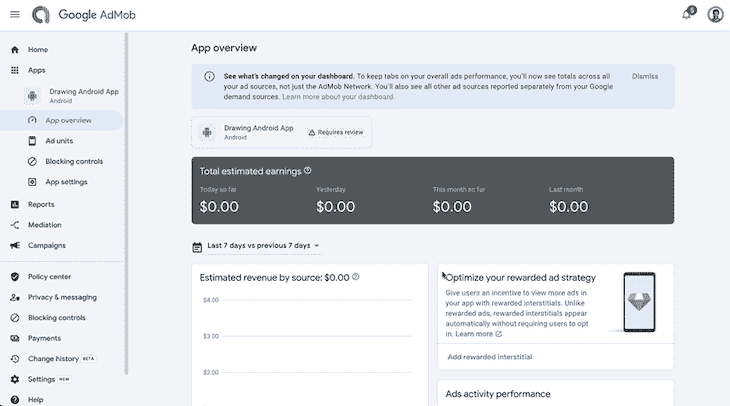 Google AdMob
5
Home
Apps
Drawing Android App
Android
App overview
Ad units
Blocking controls
App settings
Reports
Mediation
Campaigns
Policy center
Privacy & messaging
Blocking controls
Payments
Change history BETA
Settings NEW
Help
App overview
See what's changed on your dashboard. To keep tabs on your overall ads performance, you'll now see totals across all
your ad sources, not just the AdMob Network. You'll also see all other ad sources reported separately from your Google
demand sources. Learn more about your dashboard.
Dismiss
Drawing Android App
Android
Requires review
Total estimated earnings
Today so far
Yesterday
This month so far
Last month
$0.00
$0.00
$0.00
$0.00
Last 7 days vs previous 7 days
Estimated revenue by source: $0.00
$4.00
$3.00
$2.00
Optimize your rewarded ad strategy
Give users an incentive to view more ads in
your app with rewarded interstitials. Unlike
rewarded ads, rewarded interstitials appear
automatically without requiring users to opt
in. Learn more
Add rewarded interstitial
Ads activity performance